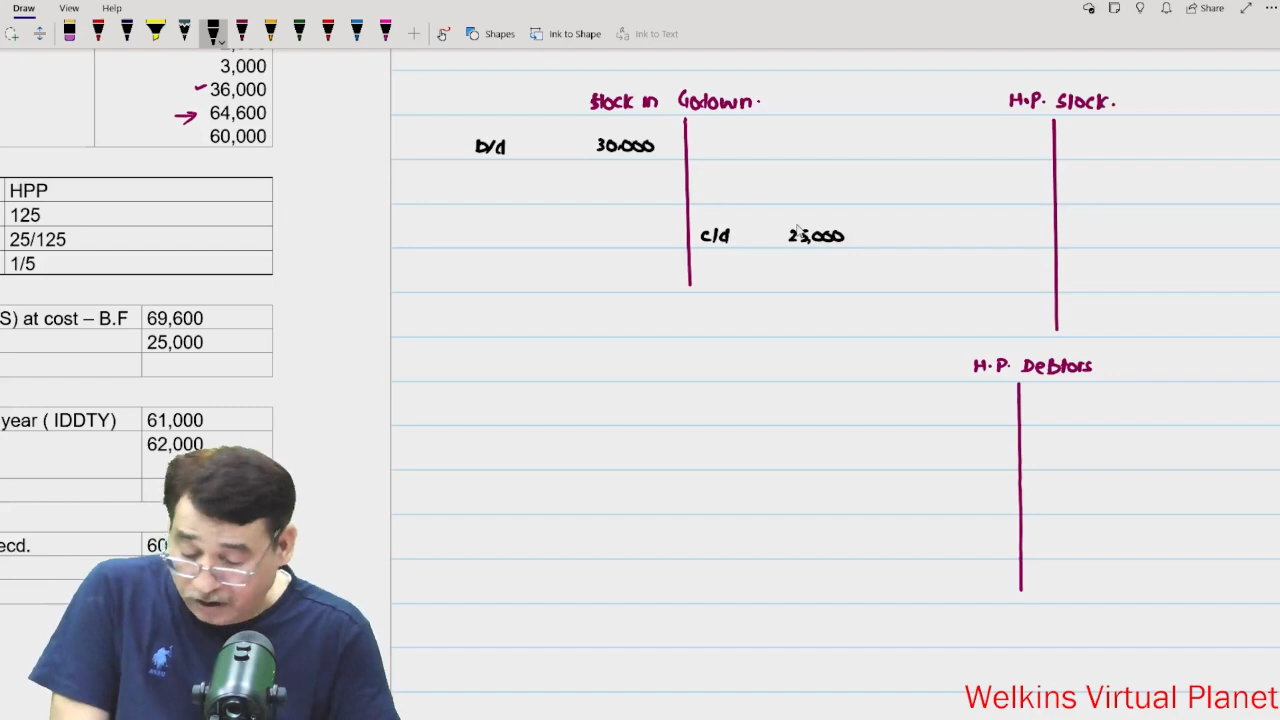 Draw View Help Share
Shapes Ink to Shape Ink to Text
3,000
36,000
64,600
60,000
HPP
125
25/125
1/5
S) at cost – B.F 69,600
25,000
year ( IDDTY) 61,000
62,000
ecd. 60
Stock in Godown.
b/d 30,000
c/d 25,000
H.P. Stock.
H.P. Debtors
Welkins Virtual Planet